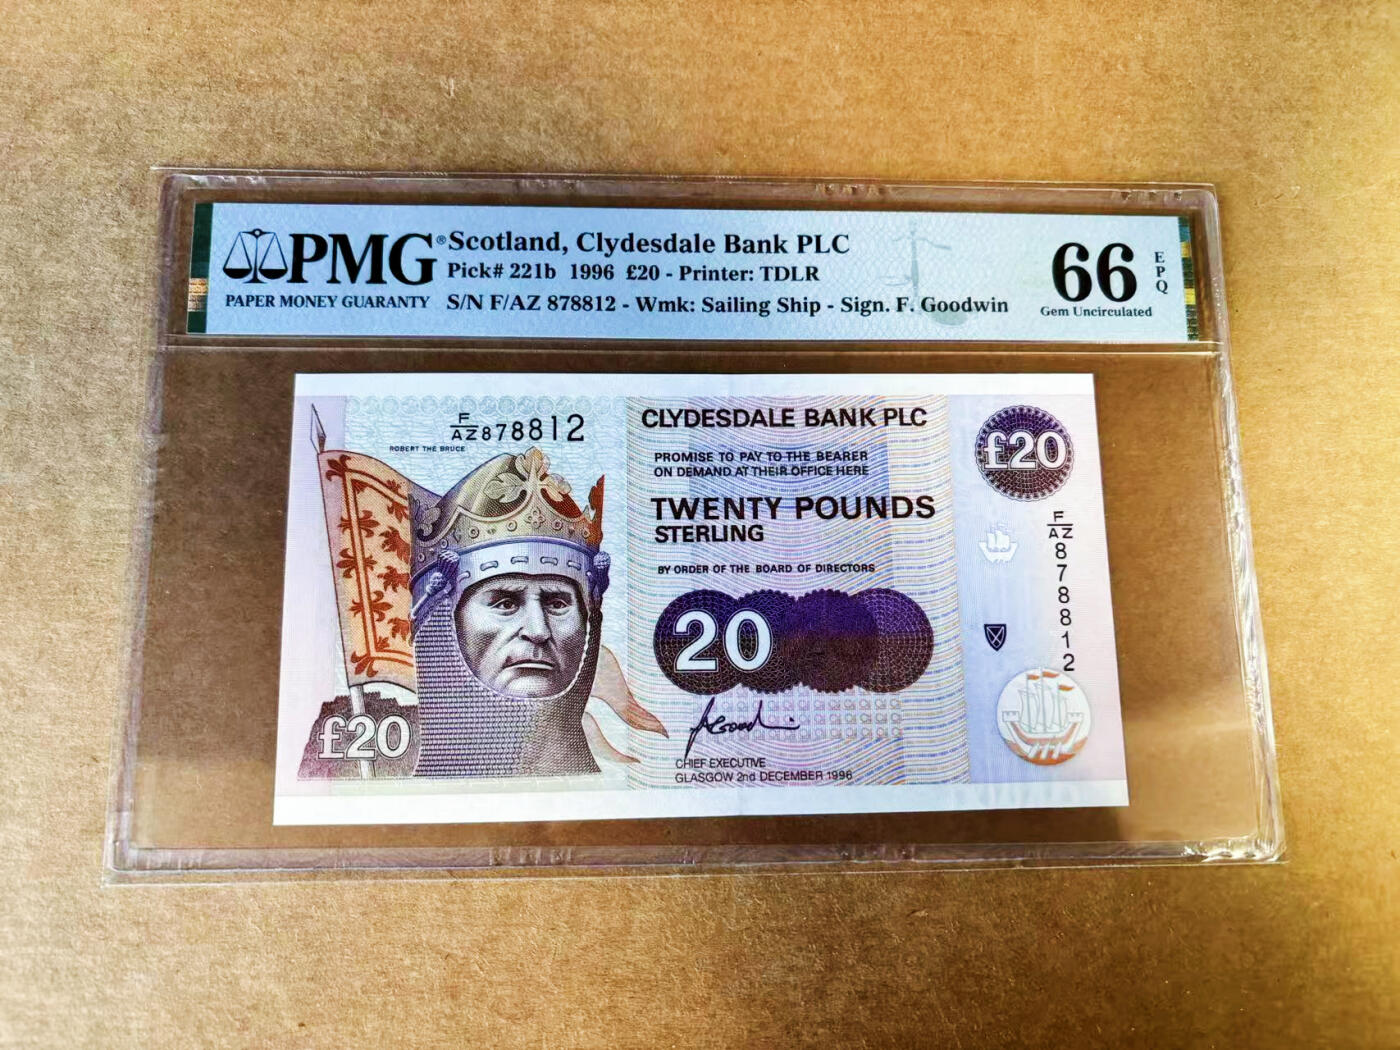 PMG®
PAPER MONEY GUARANTY
Scotland, Clydesdale Bank PLC
Pick# 221b 1996 £20 - Printer: TDLR
S/N F/AZ 878812 - Wmk: Sailing Ship - Sign. F. Goodwin
66
Gem Uncirculated
EPQ
F/AZ 878812
ROBERT THE BRUCE
CLYDESDALE BANK PLC
PROMISE TO PAY TO THE BEARER
ON DEMAND AT THEIR OFFICE HERE
TWENTY POUNDS
STERLING
BY ORDER OF THE BOARD OF DIRECTORS
20
CHIEF EXECUTIVE
GLASGOW 2nd DECEMBER 1996
£20
£20
F/AZ 878812